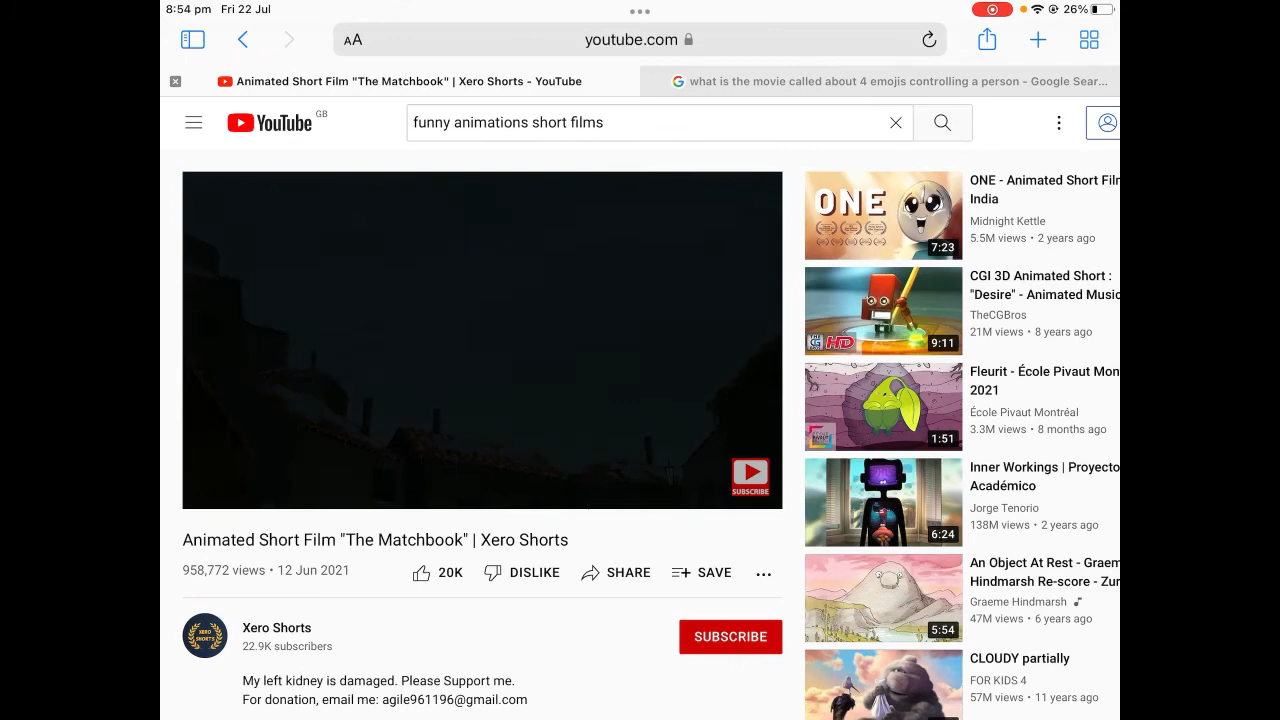 8:54 pm Fri 22 Jul
26%
AA
youtube.com
Animated Short Film "The Matchbook" | Xero Shorts - YouTube
what is the movie called about 4 emojis controlling a person - Google Sear...
YouTube GB
funny animations short films
SUBSCRIBE
Animated Short Film "The Matchbook" | Xero Shorts
958,772 views • 12 Jun 2021
20K
DISLIKE
SHARE
SAVE
Xero Shorts
22.9K subscribers
SUBSCRIBE
My left kidney is damaged. Please Support me.
For donation, email me: agile961196@gmail.com
ONE
7:23
ONE - Animated Short Film
India
Midnight Kettle
5.5M views • 2 years ago
HD
9:11
CGI 3D Animated Short :
"Desire" - Animated Music
TheCGBros
21M views • 8 years ago
1:51
Fleurit - École Pivaut Mon
2021
École Pivaut Montréal
3.3M views • 8 months ago
6:24
Inner Workings | Proyecto
Académico
Jorge Tenorio
138M views • 2 years ago
5:54
An Object At Rest - Graem
Hindmarsh Re-score - Zur
Graeme Hindmarsh
47M views • 6 years ago
CLOUDY partially
FOR KIDS 4
57M views • 11 years ago